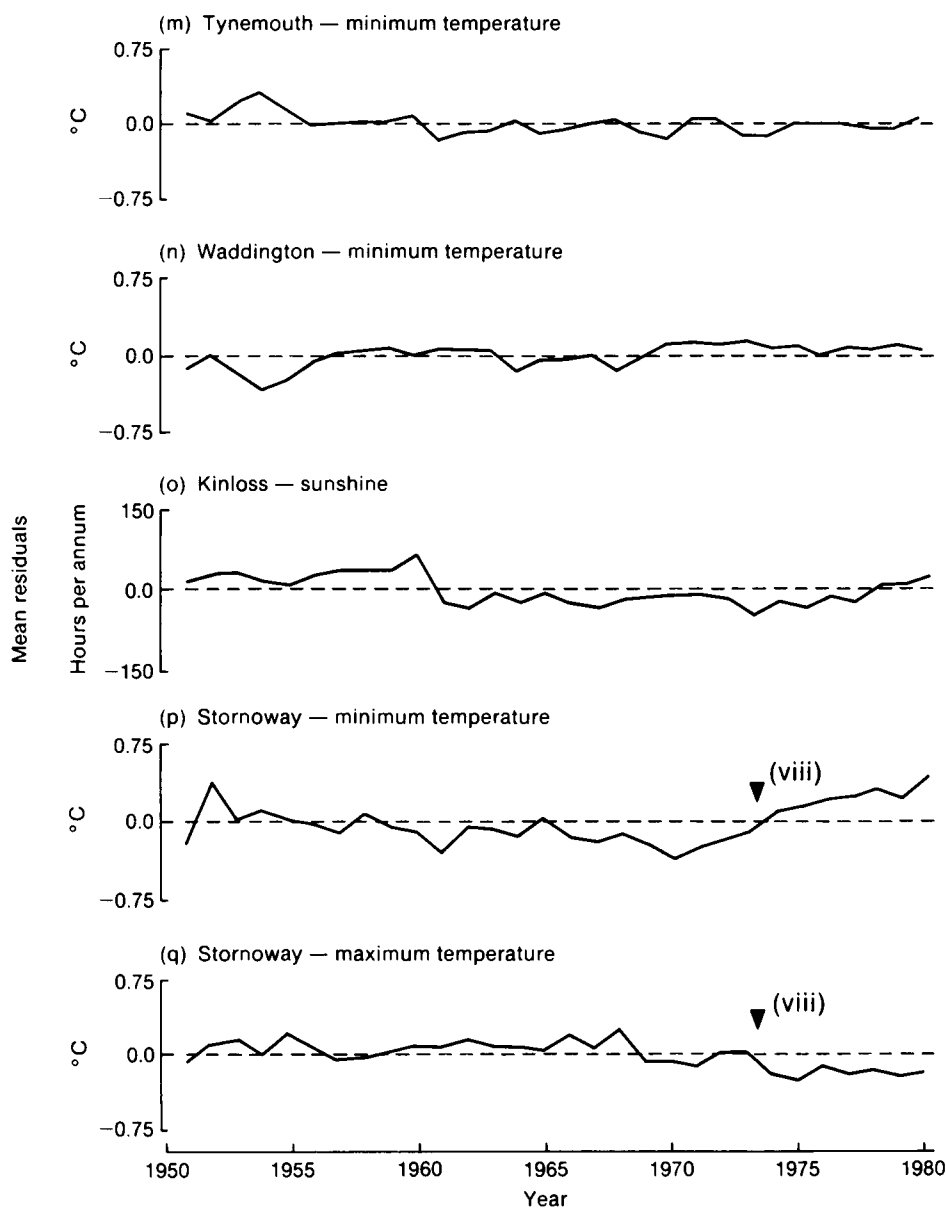 (m) Tynemouth — minimum temperature
0.75
°C
0.0
−0.75
(n) Waddington — minimum temperature
0.75
°C
0.0
−0.75
(o) Kinloss — sunshine
Mean residuals
Hours per annum
150
0.0
−150
(p) Stornoway — minimum temperature
0.75
(viii)
°C
0.0
−0.75
(q) Stornoway — maximum temperature
0.75
(viii)
°C
0.0
−0.75
1950 1955 1960 1965 1970 1975 1980
Year